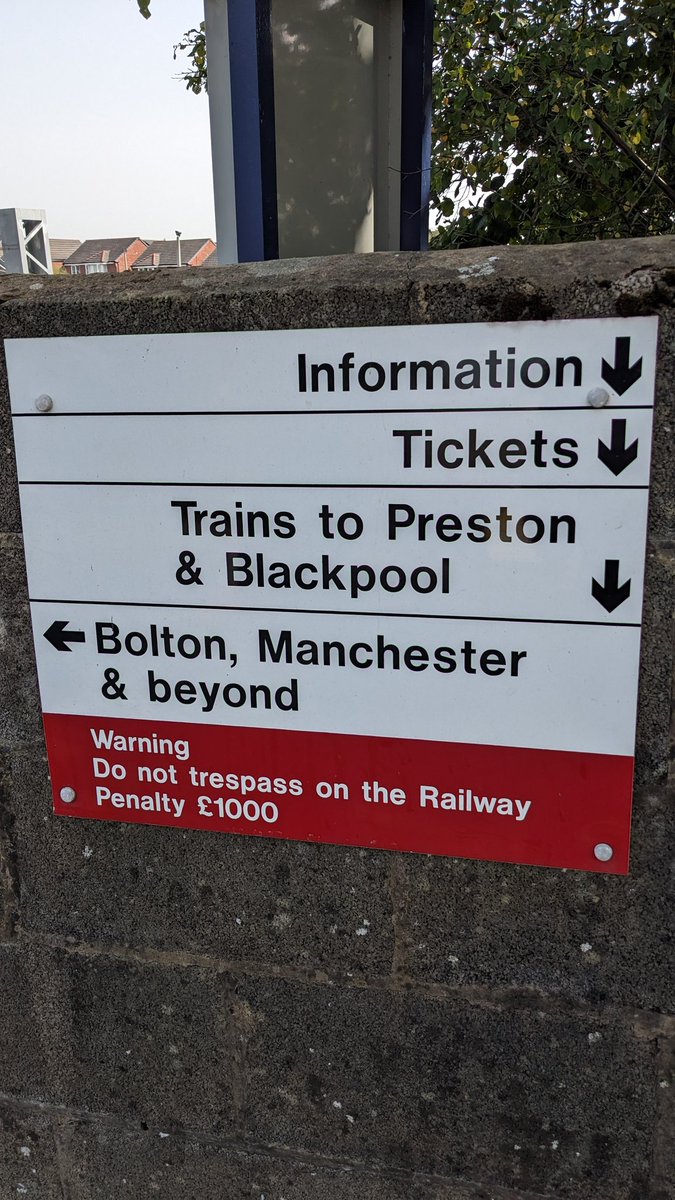 Information ↓
Tickets ↓
Trains to Preston
& Blackpool ↓
← Bolton, Manchester
& beyond
Warning
Do not trespass on the Railway
Penalty £1000